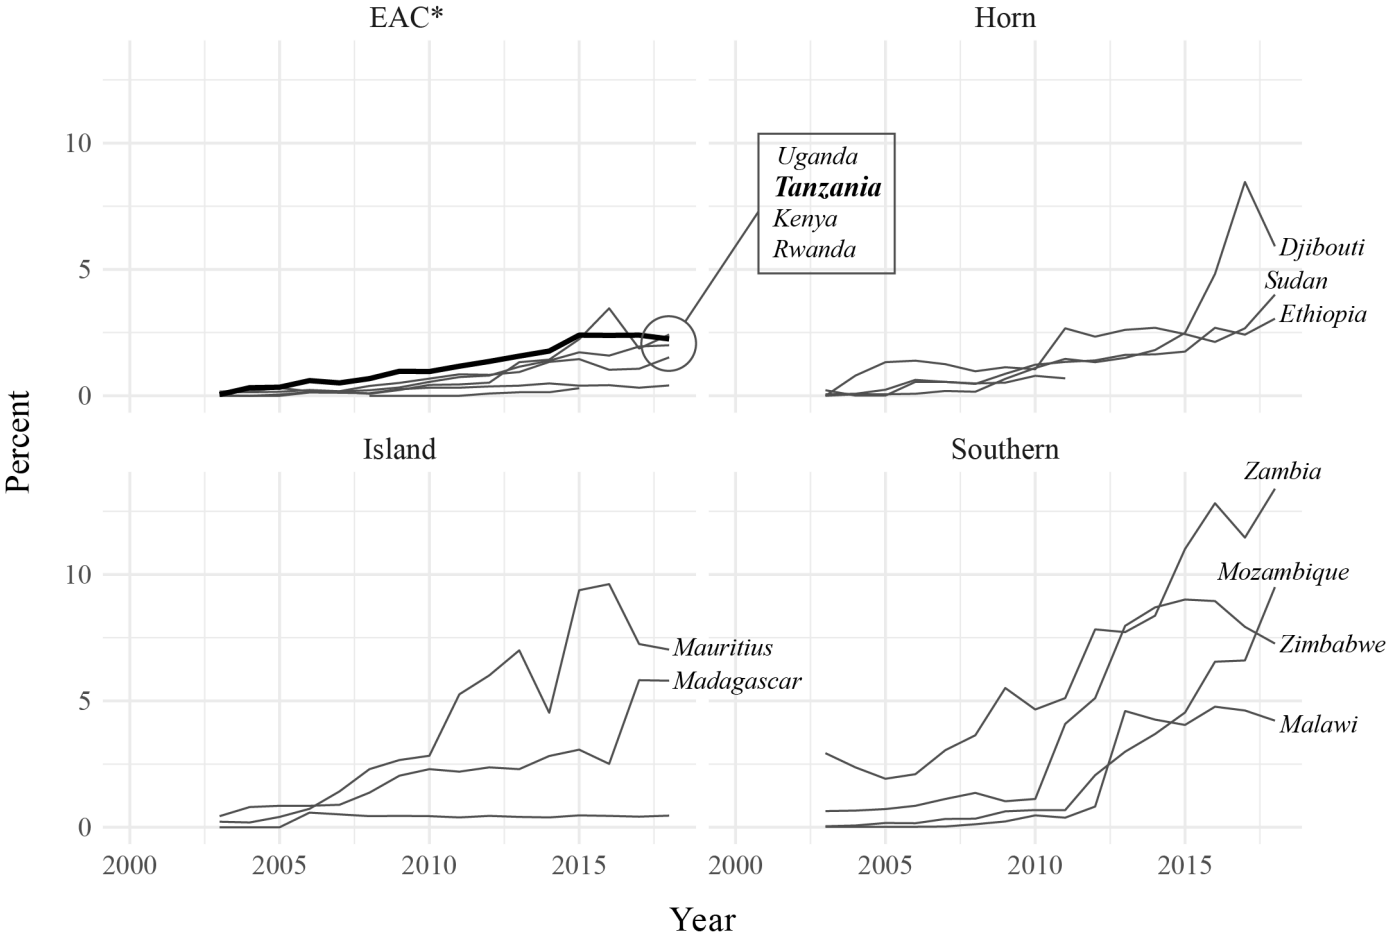 EAC*
Horn
10
5
0
Uganda
Tanzania
Kenya
Rwanda
Djibouti
Sudan
Ethiopia
Percent
Island
Southern
10
5
0
Mauritius
Madagascar
Zambia
Mozambique
Zimbabwe
Malawi
2000 2005 2010 2015
2000 2005 2010 2015
Year